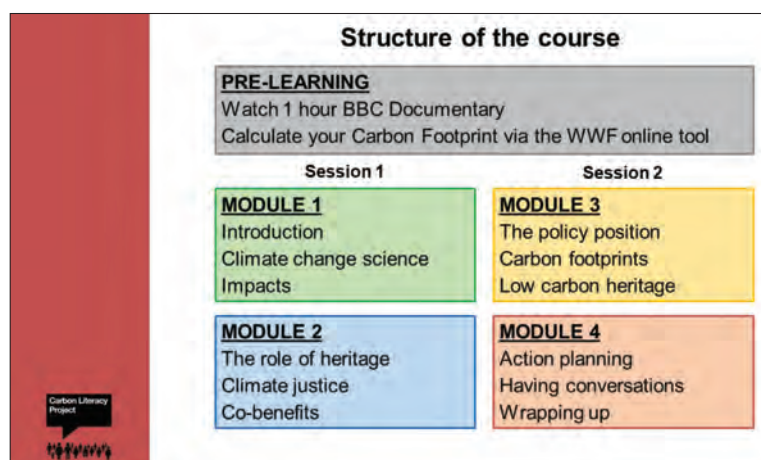 Structure of the course
PRE-LEARNING
Watch 1 hour BBC Documentary
Calculate your Carbon Footprint via the WWF online tool
Session 1
MODULE 1
Introduction
Climate change science
Impacts
MODULE 2
The role of heritage
Climate justice
Co-benefits
Session 2
MODULE 3
The policy position
Carbon footprints
Low carbon heritage
MODULE 4
Action planning
Having conversations
Wrapping up
Carbon Literacy
Project